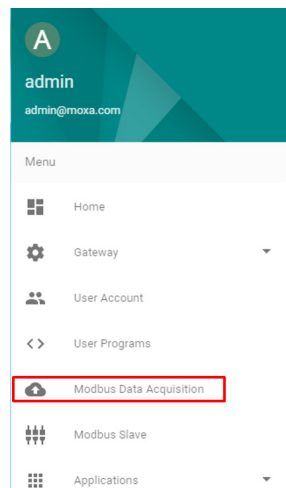 A
admin
admin@moxa.com
Menu
Home
Gateway
User Account
User Programs
Modbus Data Acquisition
Modbus Slave
Applications